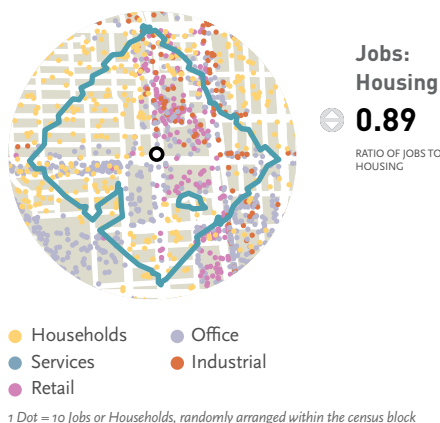 Jobs:
Housing
0.89
RATIO OF JOBS TO
HOUSING
Households
Office
Services
Industrial
Retail
1 Dot = 10 Jobs or Households, randomly arranged within the census block